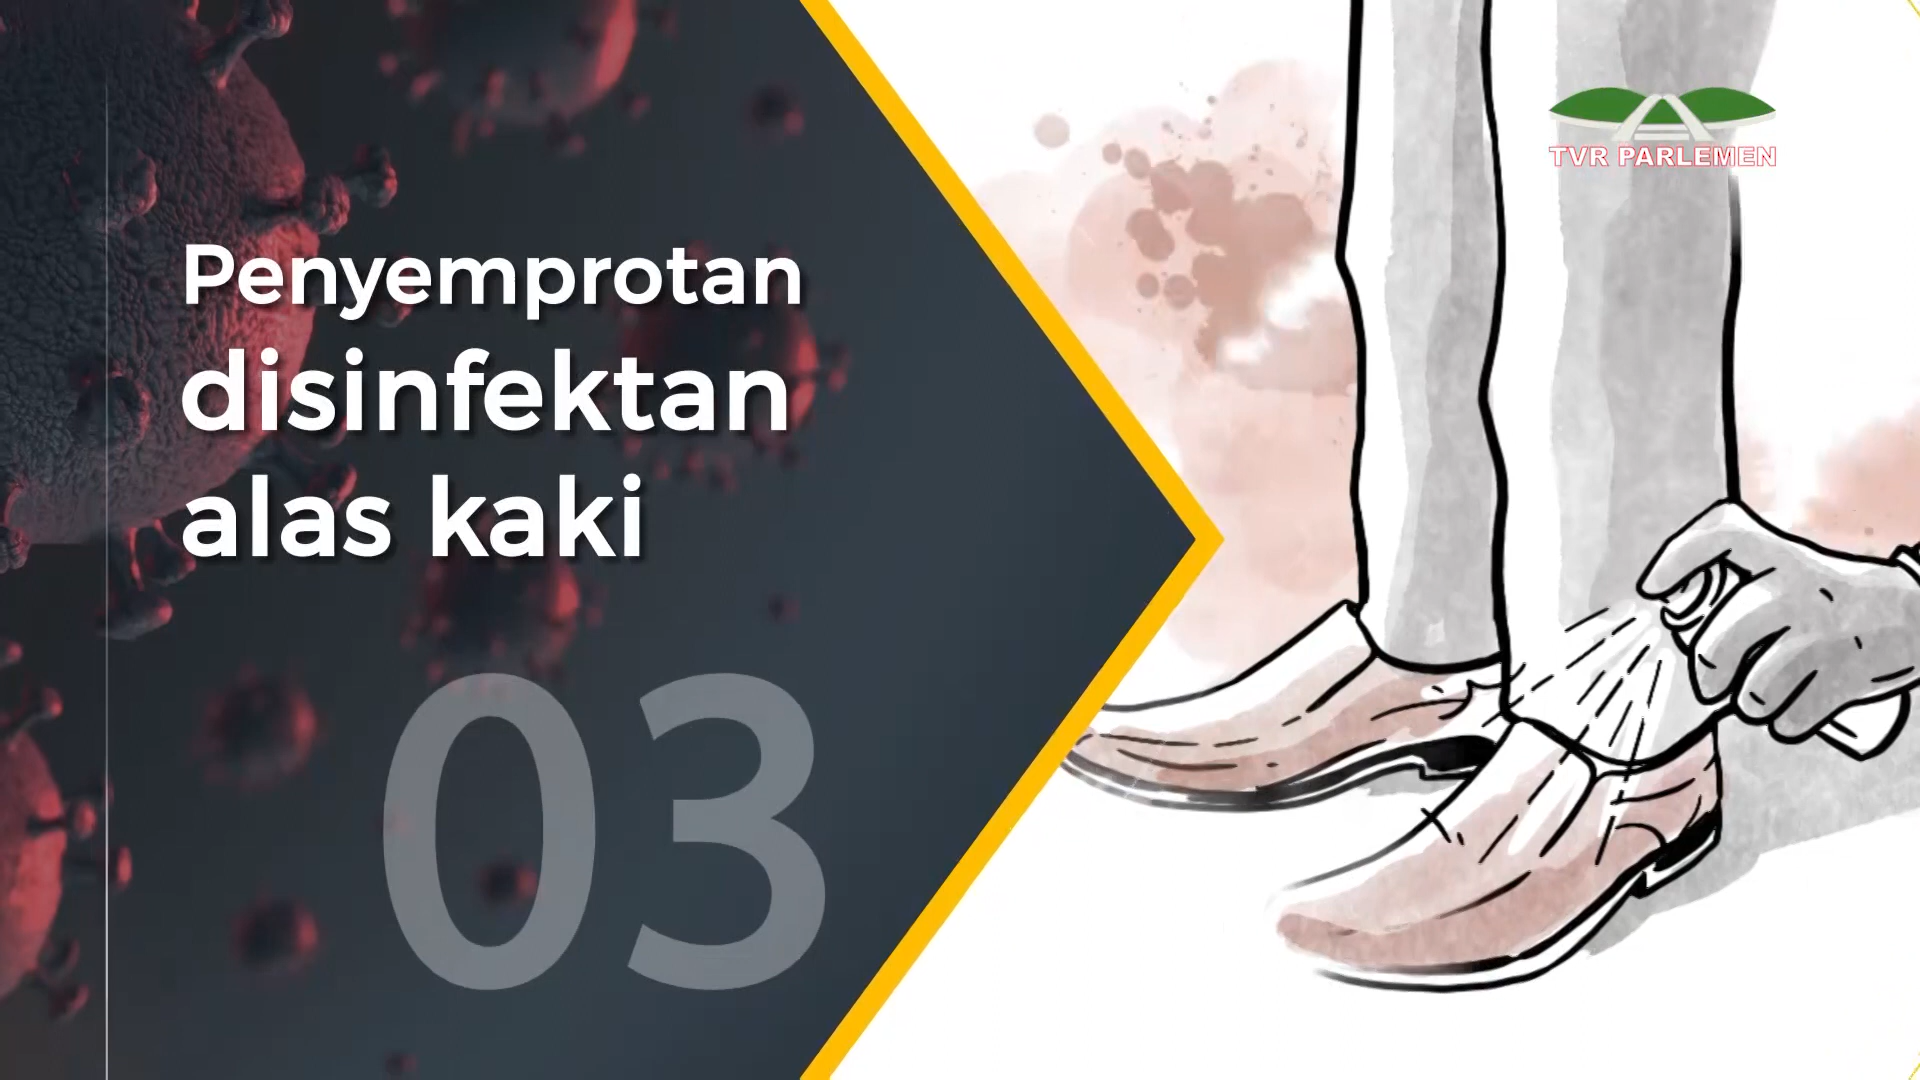 Penyemprotan
disinfektan
alas kaki
03
TVR PARLEMEN